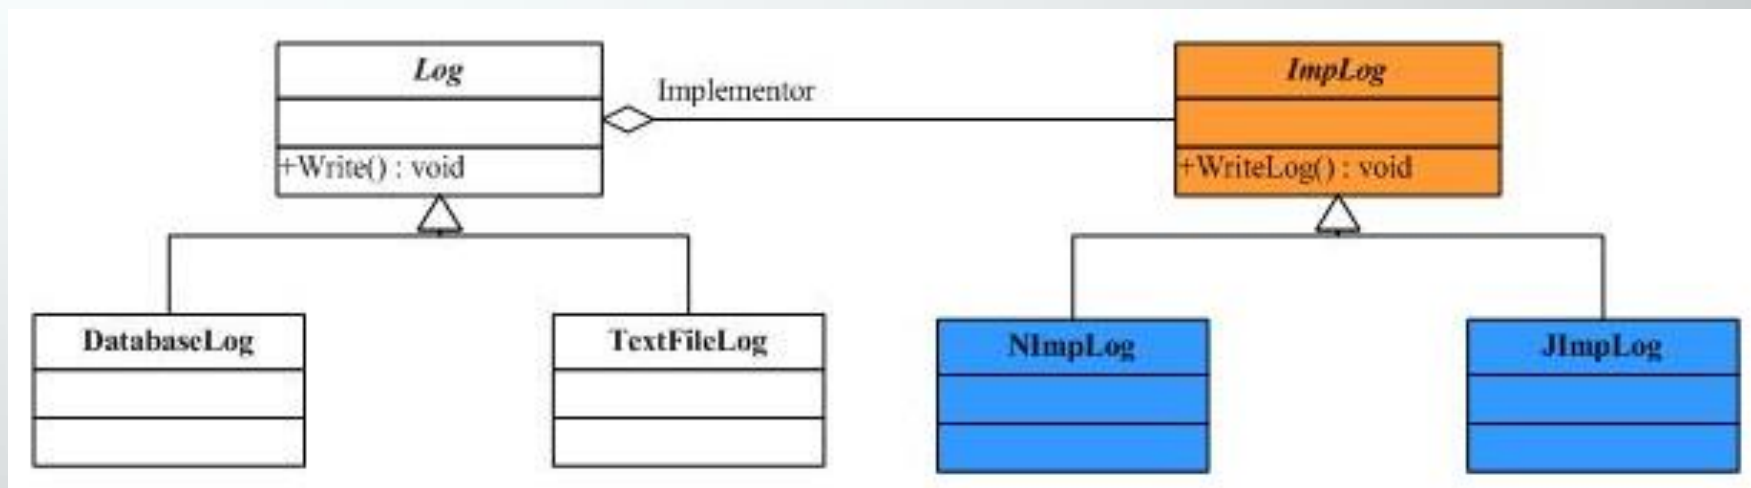 Log
Implementor
ImpLog
+Write() : void
+WriteLog() : void
DatabaseLog
TextFileLog
NImpLog
JImpLog